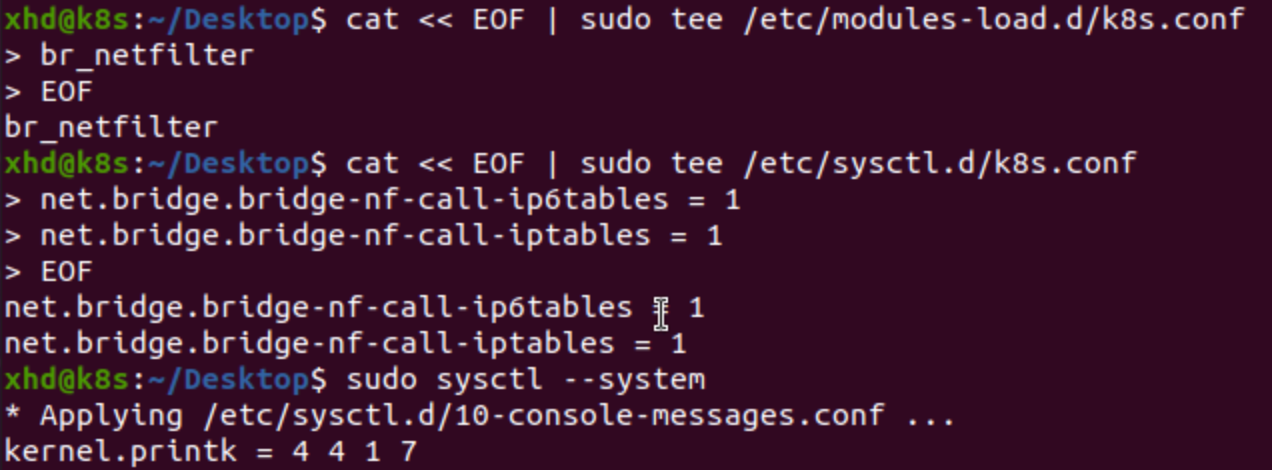 xhd@k8s:~/Desktop$ cat << EOF | sudo tee /etc/modules-load.d/k8s.conf
> br_netfilter
> EOF
br_netfilter
xhd@k8s:~/Desktop$ cat << EOF | sudo tee /etc/sysctl.d/k8s.conf
> net.bridge.bridge-nf-call-ip6tables = 1
> net.bridge.bridge-nf-call-iptables = 1
> EOF
net.bridge.bridge-nf-call-ip6tables = 1
net.bridge.bridge-nf-call-iptables = 1
xhd@k8s:~/Desktop$ sudo sysctl --system
* Applying /etc/sysctl.d/10-console-messages.conf ...
kernel.printk = 4 4 1 7